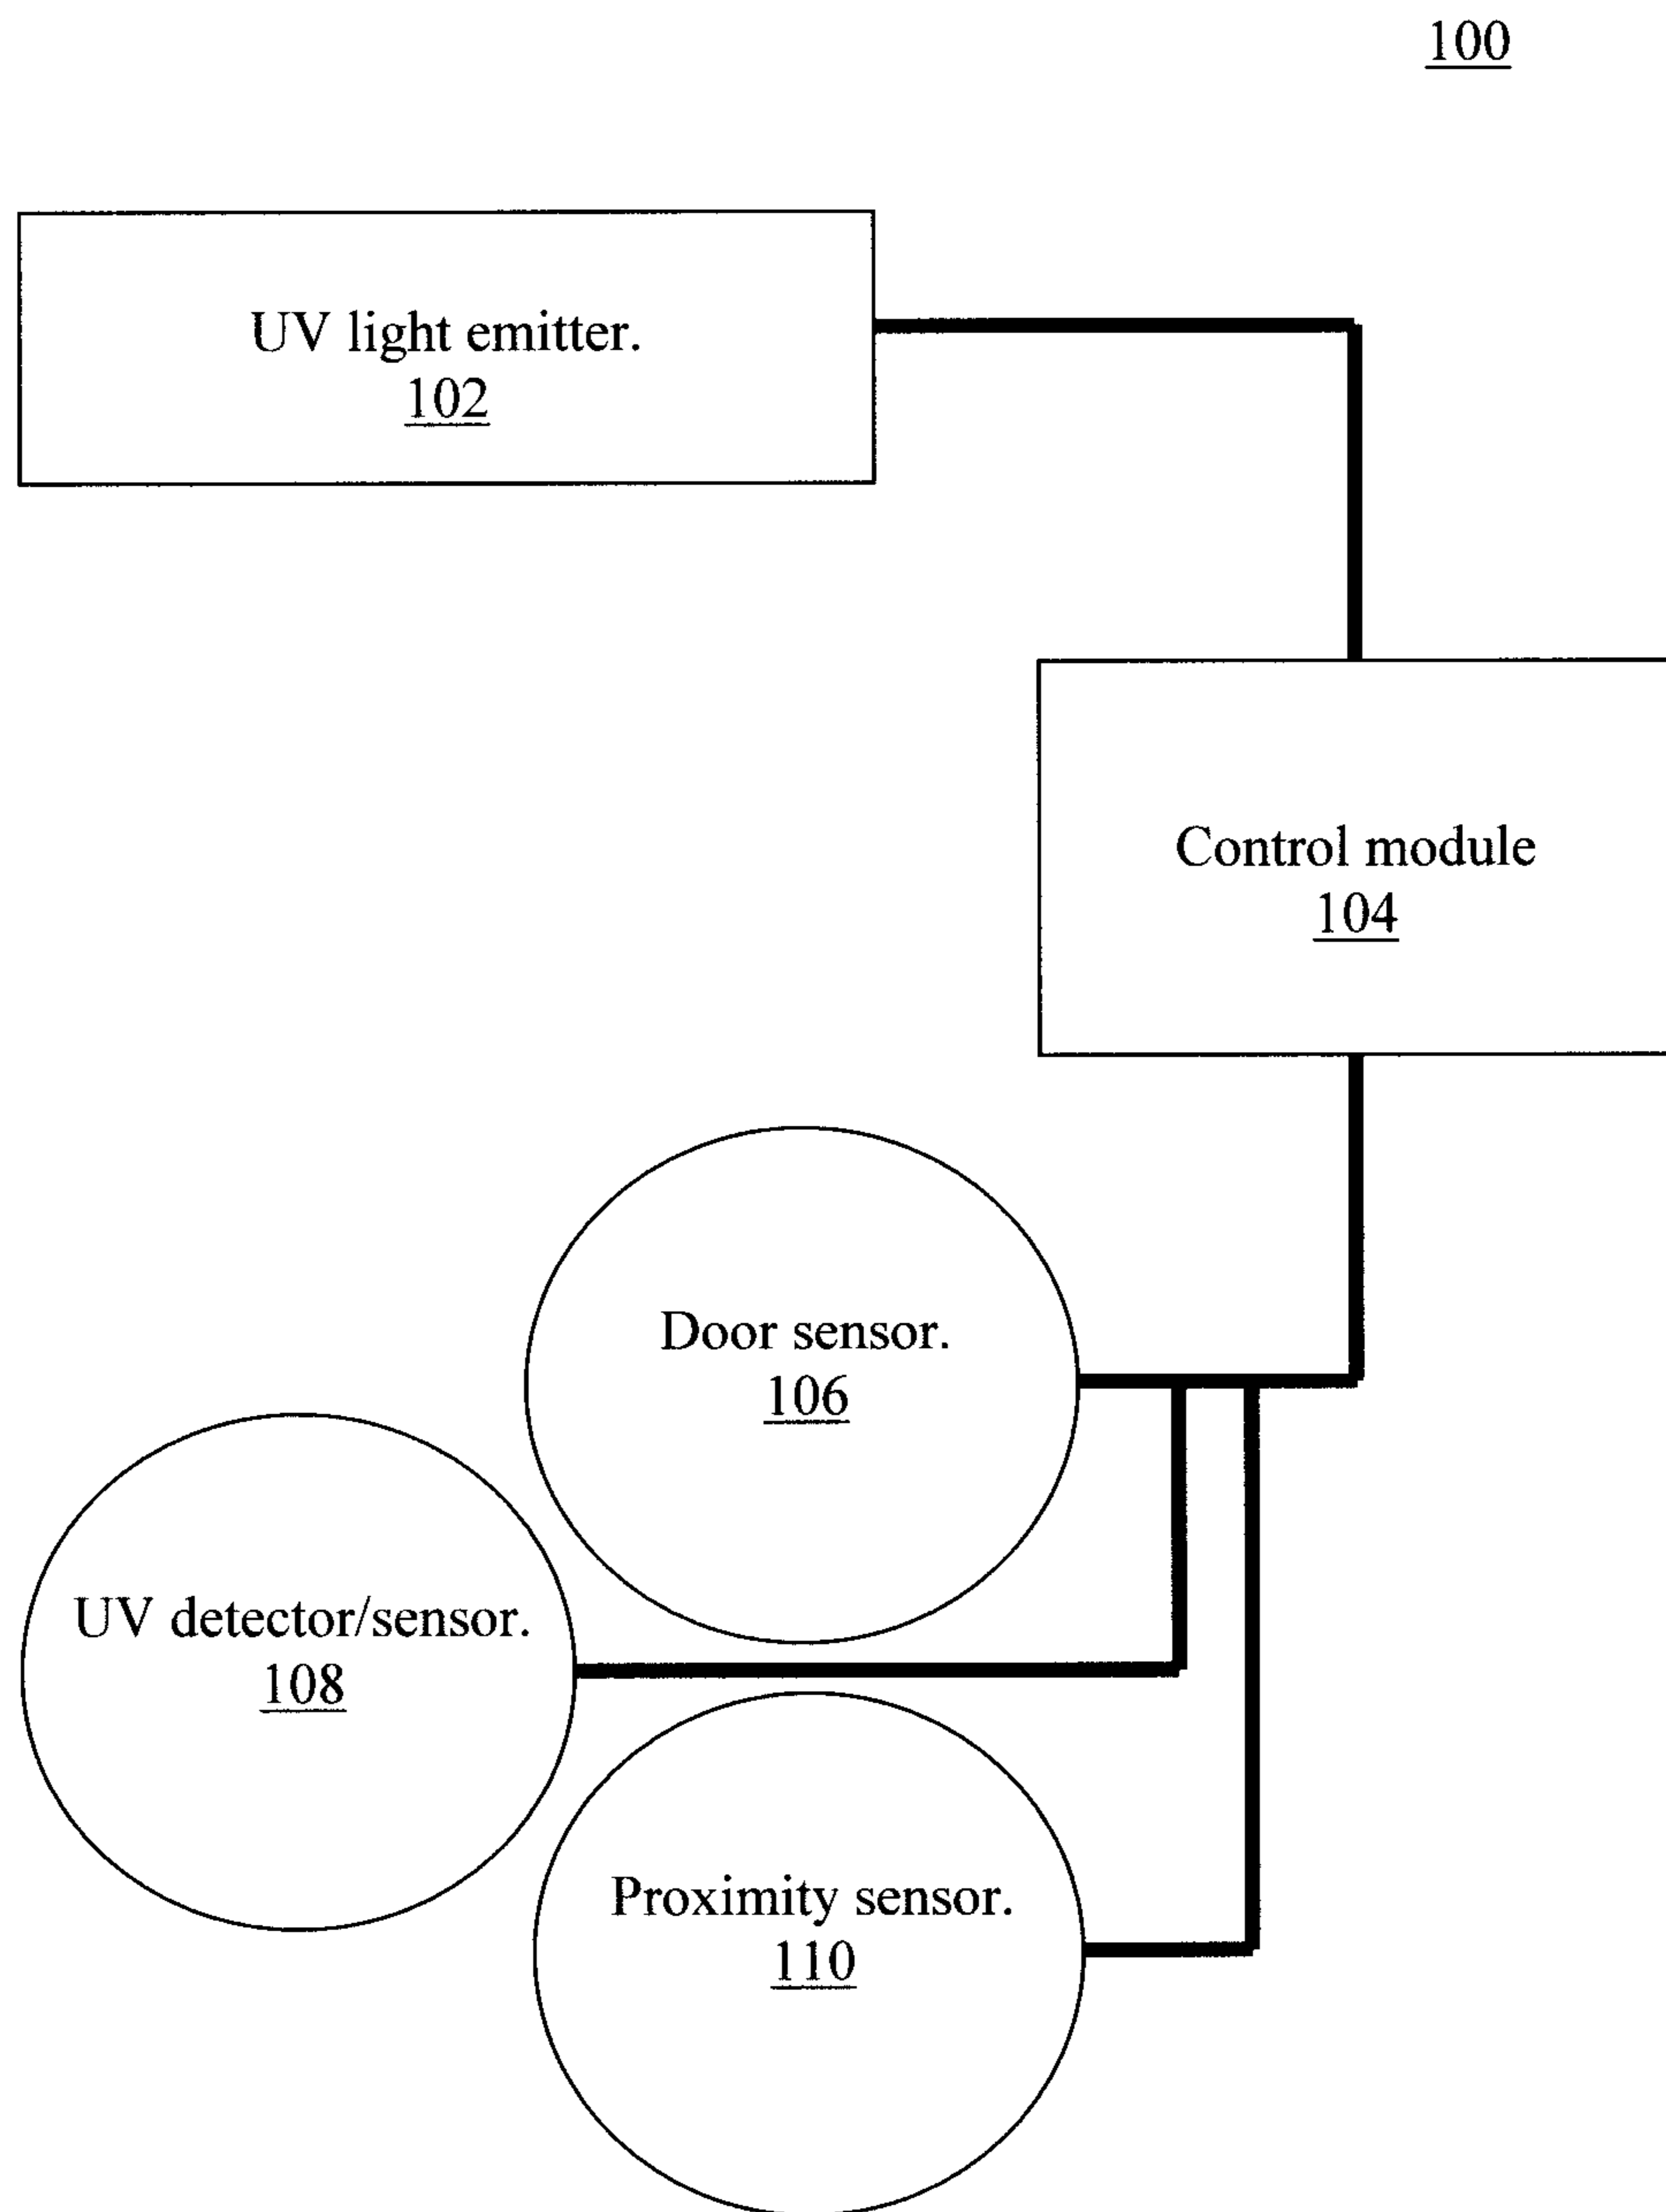 100
UV light emitter.
102
Control module
104
Door sensor.
106
UV detector/sensor.
108
Proximity sensor.
110